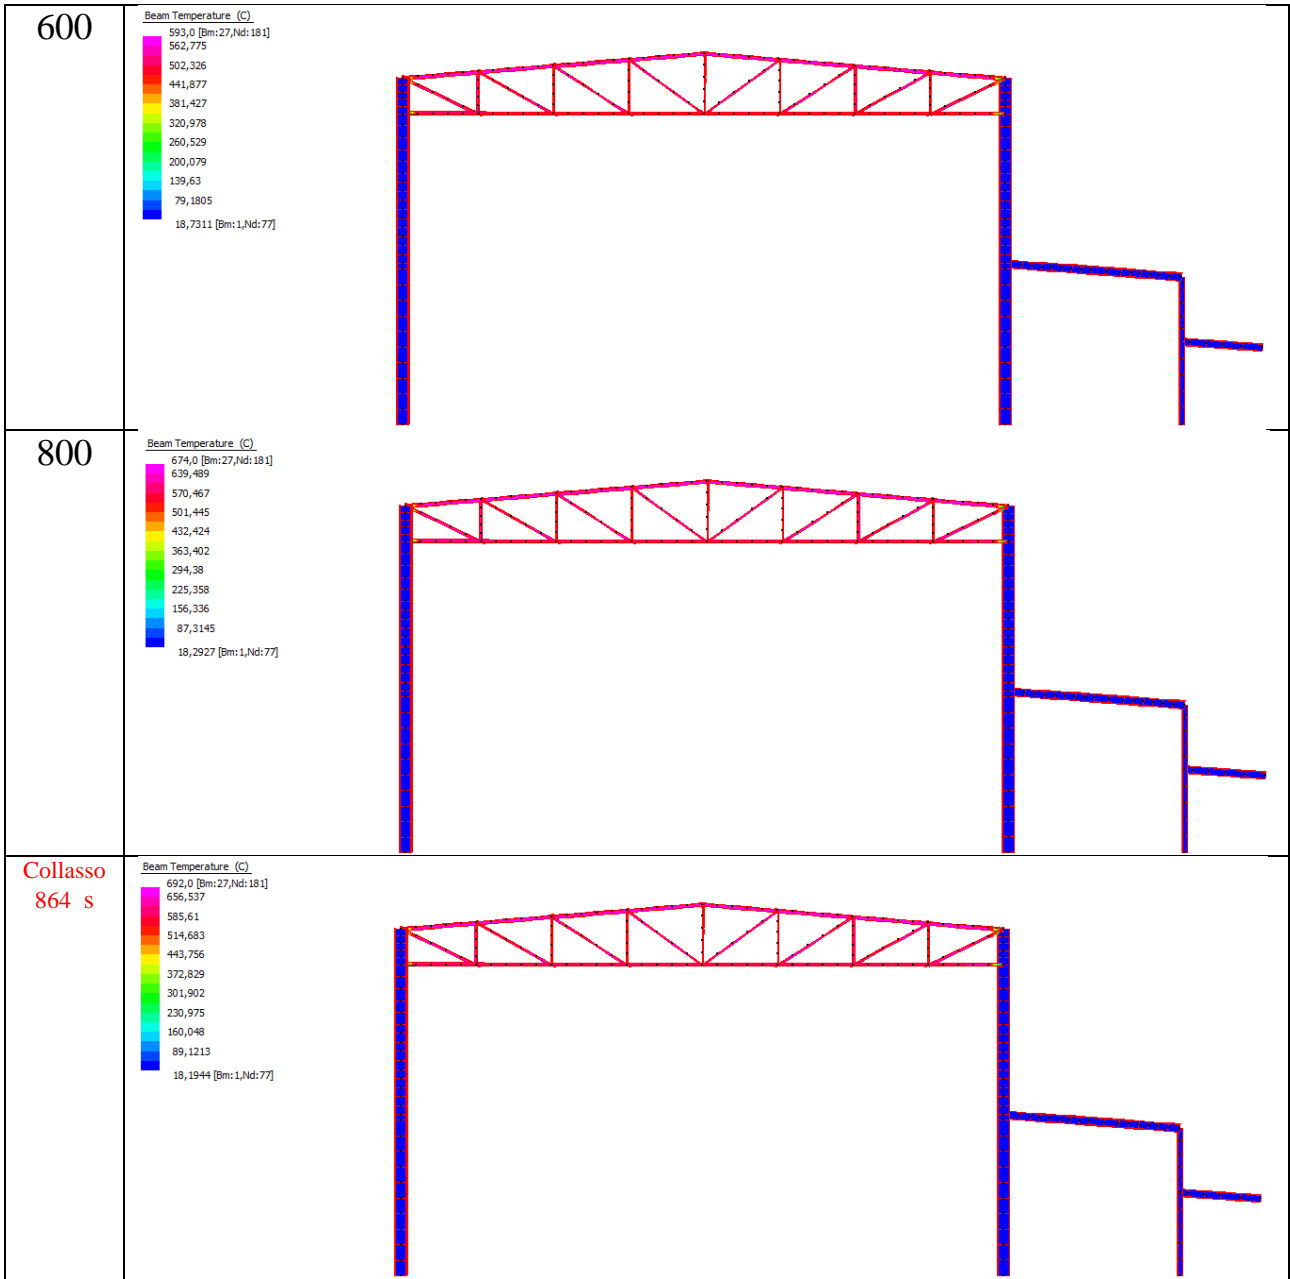 600
Beam Temperature (C)
593,0 [Bm:27,Nd:181]
562,775
502,326
441,877
381,427
320,978
260,529
200,079
139,63
79,1805
18,7311 [Bm:1,Nd:77]
800
Beam Temperature (C)
674,0 [Bm:27,Nd:181]
639,489
570,467
501,445
432,424
363,402
294,38
225,358
156,336
87,3145
18,2927 [Bm:1,Nd:77]
Collasso
864 s
Beam Temperature (C)
692,0 [Bm:27,Nd:181]
656,537
585,61
514,683
443,756
372,829
301,902
230,975
160,048
89,1213
18,1944 [Bm:1,Nd:77]